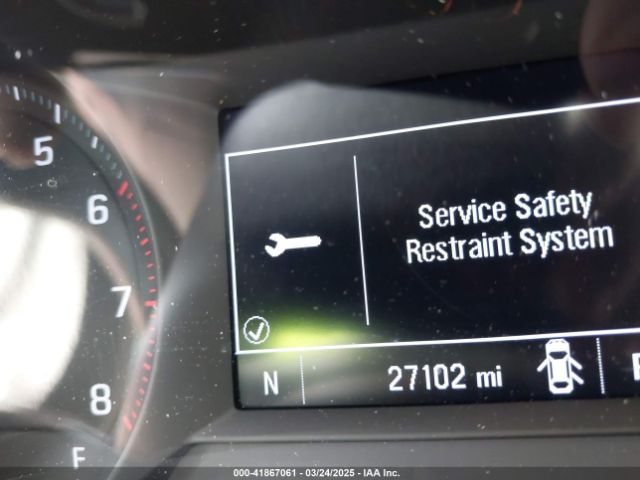 5
6
7
8
F
Service Safety
Restraint System
N
27102 mi
000-41867061 - 03/24/2025 - IAA Inc.